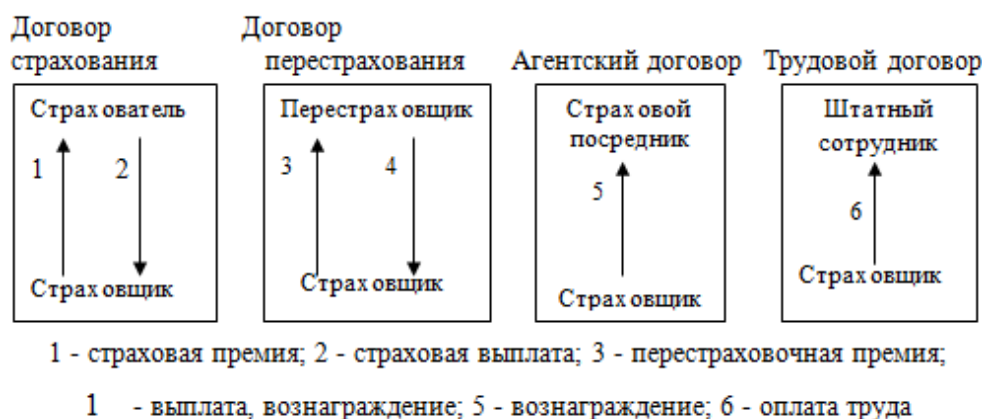 Договор
страхования
Договор
перестрахования
Агентский договор
Трудовой договор
Страхователь
1
2
Страховщик
Перестраховщик
3
4
Страховщик
Страховой
посредник
5
Страховщик
Штатный
сотрудник
6
Страховщик
1 - страховая премия; 2 - страховая выплата; 3 - перестраховочная премия;
1 - выплата, вознаграждение; 5 - вознаграждение; 6 - оплата труда